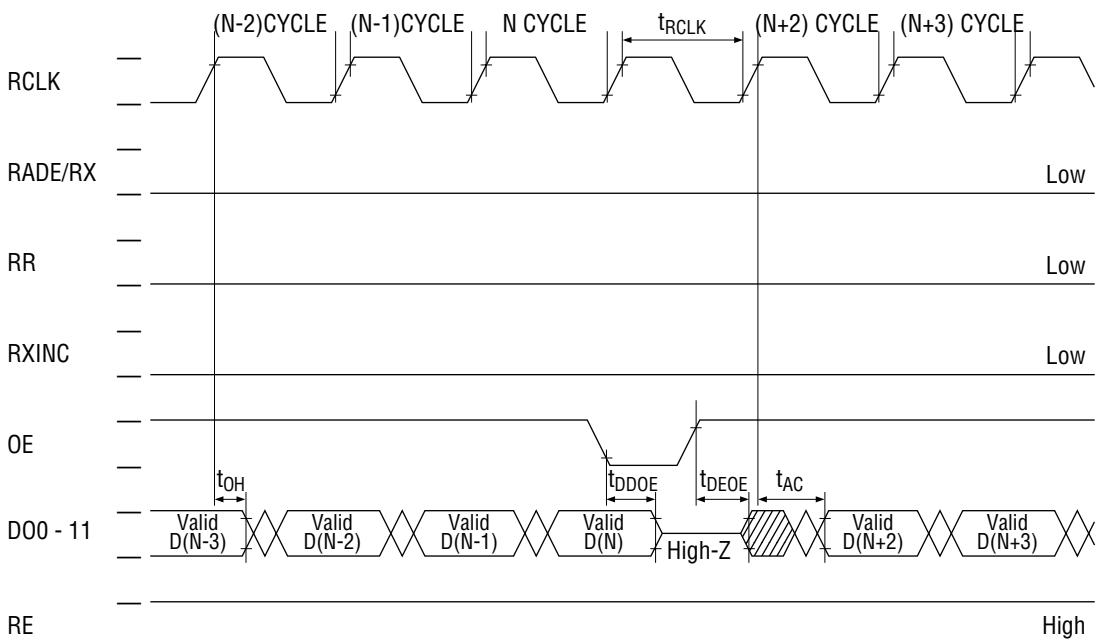 (N-2)CYCLE (N-1)CYCLE N CYCLE tRCLK (N+2) CYCLE (N+3) CYCLE
RCLK
RADE/RX Low
RR Low
RXINC Low
OE
tOH tDDOE tDEOE tAC
DO0 - 11 Valid D(N-3) Valid D(N-2) Valid D(N-1) Valid D(N) High-Z Valid D(N+2) Valid D(N+3)
RE High